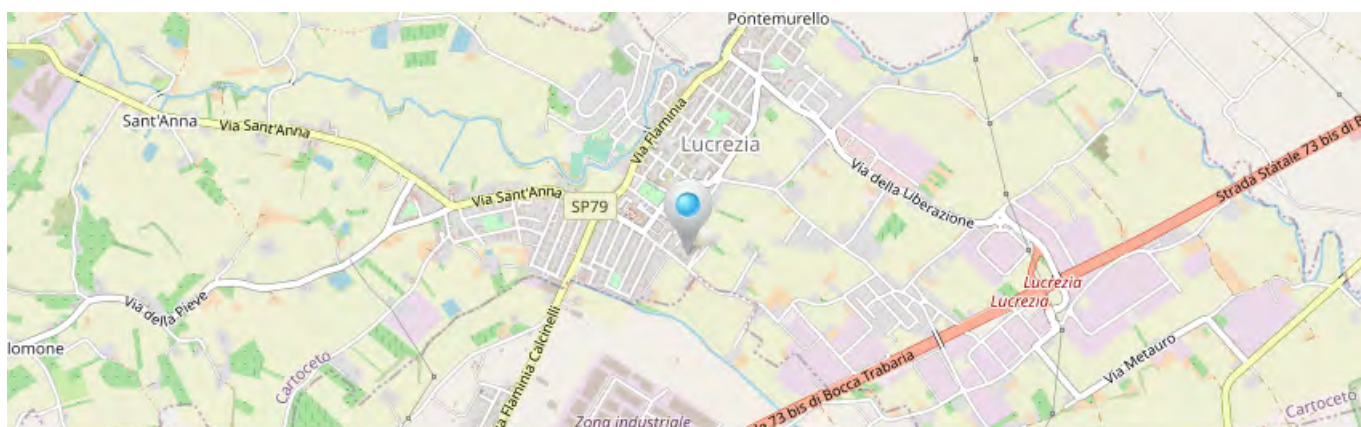 Pontemurello
Sant'Anna
Via Sant'Anna
Via Flaminia
Lucrezia
Via della Liberazione
Strada Statale 73 bis di
Via Sant'Anna
SP79
Via della Pieve
Lucrezia
Lucrezia
lomone
Cartoceto
Via Flaminia Calcinelli
73 bis di Bocca Trabaria
Via Metauro
Zona industriale
Cartoceto